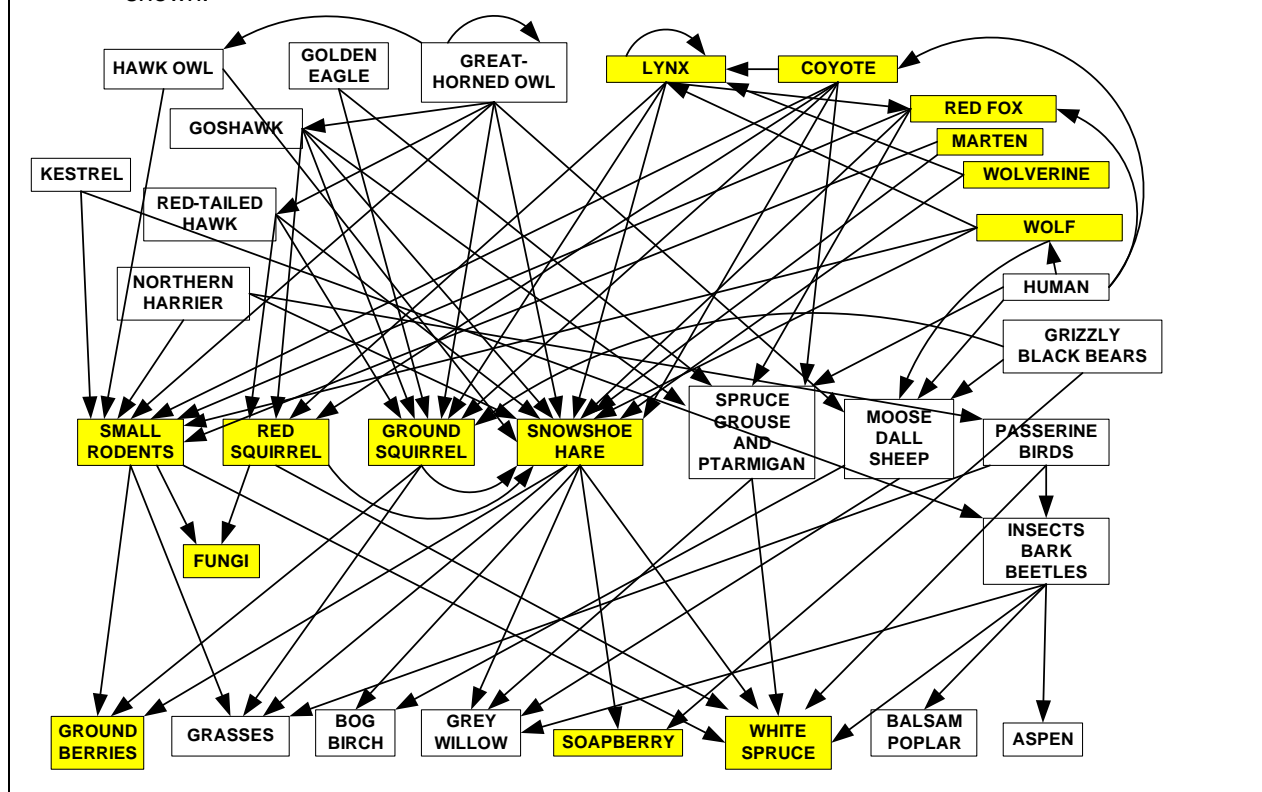 shown.
HAWK OWL
GOLDEN
EAGLE
GREAT-
HORNED OWL
LYNX
COYOTE
RED FOX
GOSHAWK
MARTEN
KESTREL
WOLVERINE
RED-TAILED
HAWK
WOLF
NORTHERN
HARRIER
HUMAN
GRIZZLY
BLACK BEARS
SMALL
RODENTS
RED
SQUIRREL
GROUND
SQUIRREL
SNOWSHOE
HARE
SPRUCE
GROUSE
AND
PTARMIGAN
MOOSE
DALL
SHEEP
PASSERINE
BIRDS
INSECTS
BARK
BEETLES
FUNGI
GROUND
BERRIES
GRASSES
BOG
BIRCH
GREY
WILLOW
SOAPBERRY
WHITE
SPRUCE
BALSAM
POPLAR
ASPEN